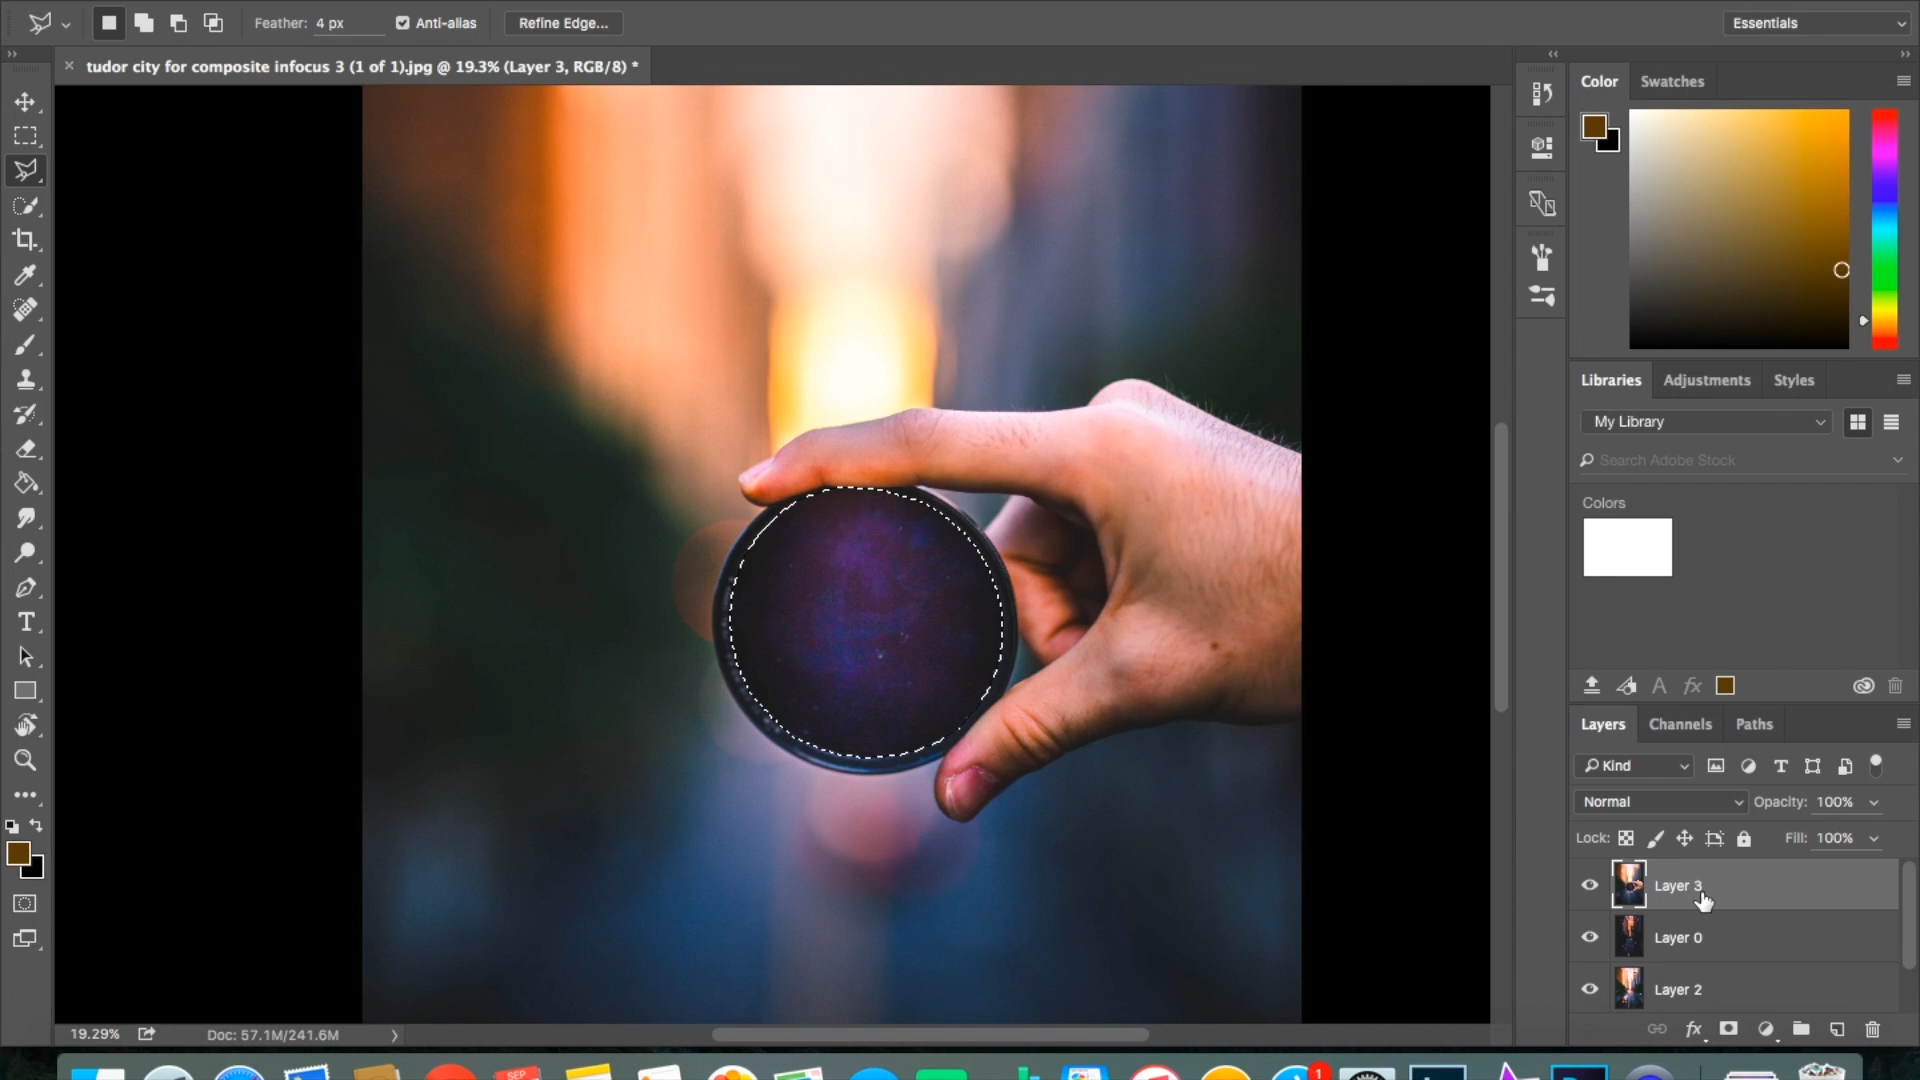 Feather: 4 px Anti-alias Refine Edge... Essentials
tudor city for composite infocus 3 (1 of 1).jpg @ 19.3% (Layer 3, RGB/8) *
Color Swatches
Libraries Adjustments Styles
My Library
Search Adobe Stock
Colors
Layers Channels Paths
Kind
Normal Opacity: 100%
Lock: Fill: 100%
Layer 3
Layer 0
Layer 2
19.29% Doc: 57.1M/241.6M
SEP
1